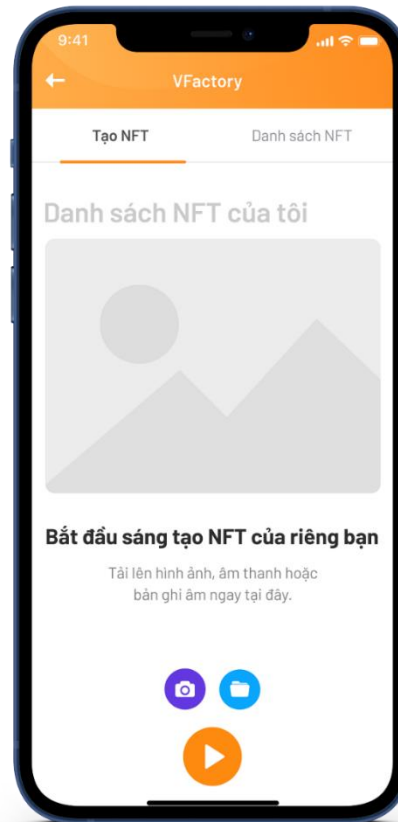 9:41
VFactory
Tạo NFT
Danh sách NFT
Danh sách NFT của tôi
Bắt đầu sáng tạo NFT của riêng bạn
Tải lên hình ảnh, âm thanh hoặc
bản ghi âm ngay tại đây.